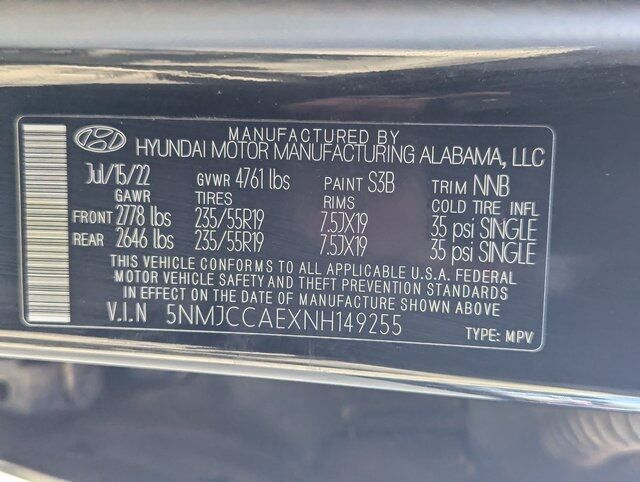 MANUFACTURED BY
HYUNDAI MOTOR MANUFACTURING ALABAMA, LLC
Jul/15/22 GVWR 4761 lbs PAINT S3B TRIM NNB
GAWR TIRES RIMS COLD TIRE INFL
FRONT 2778 lbs 235/55R19 7.5JX19 35 psi SINGLE
REAR 2646 lbs 235/55R19 7.5JX19 35 psi SINGLE
THIS VEHICLE CONFORMS TO ALL APPLICABLE U.S.A. FEDERAL
MOTOR VEHICLE SAFETY AND THEFT PREVENTION STANDARDS
IN EFFECT ON THE DATE OF MANUFACTURE SHOWN ABOVE
V.I.N 5NMJCCAEXNH149255 TYPE: MPV